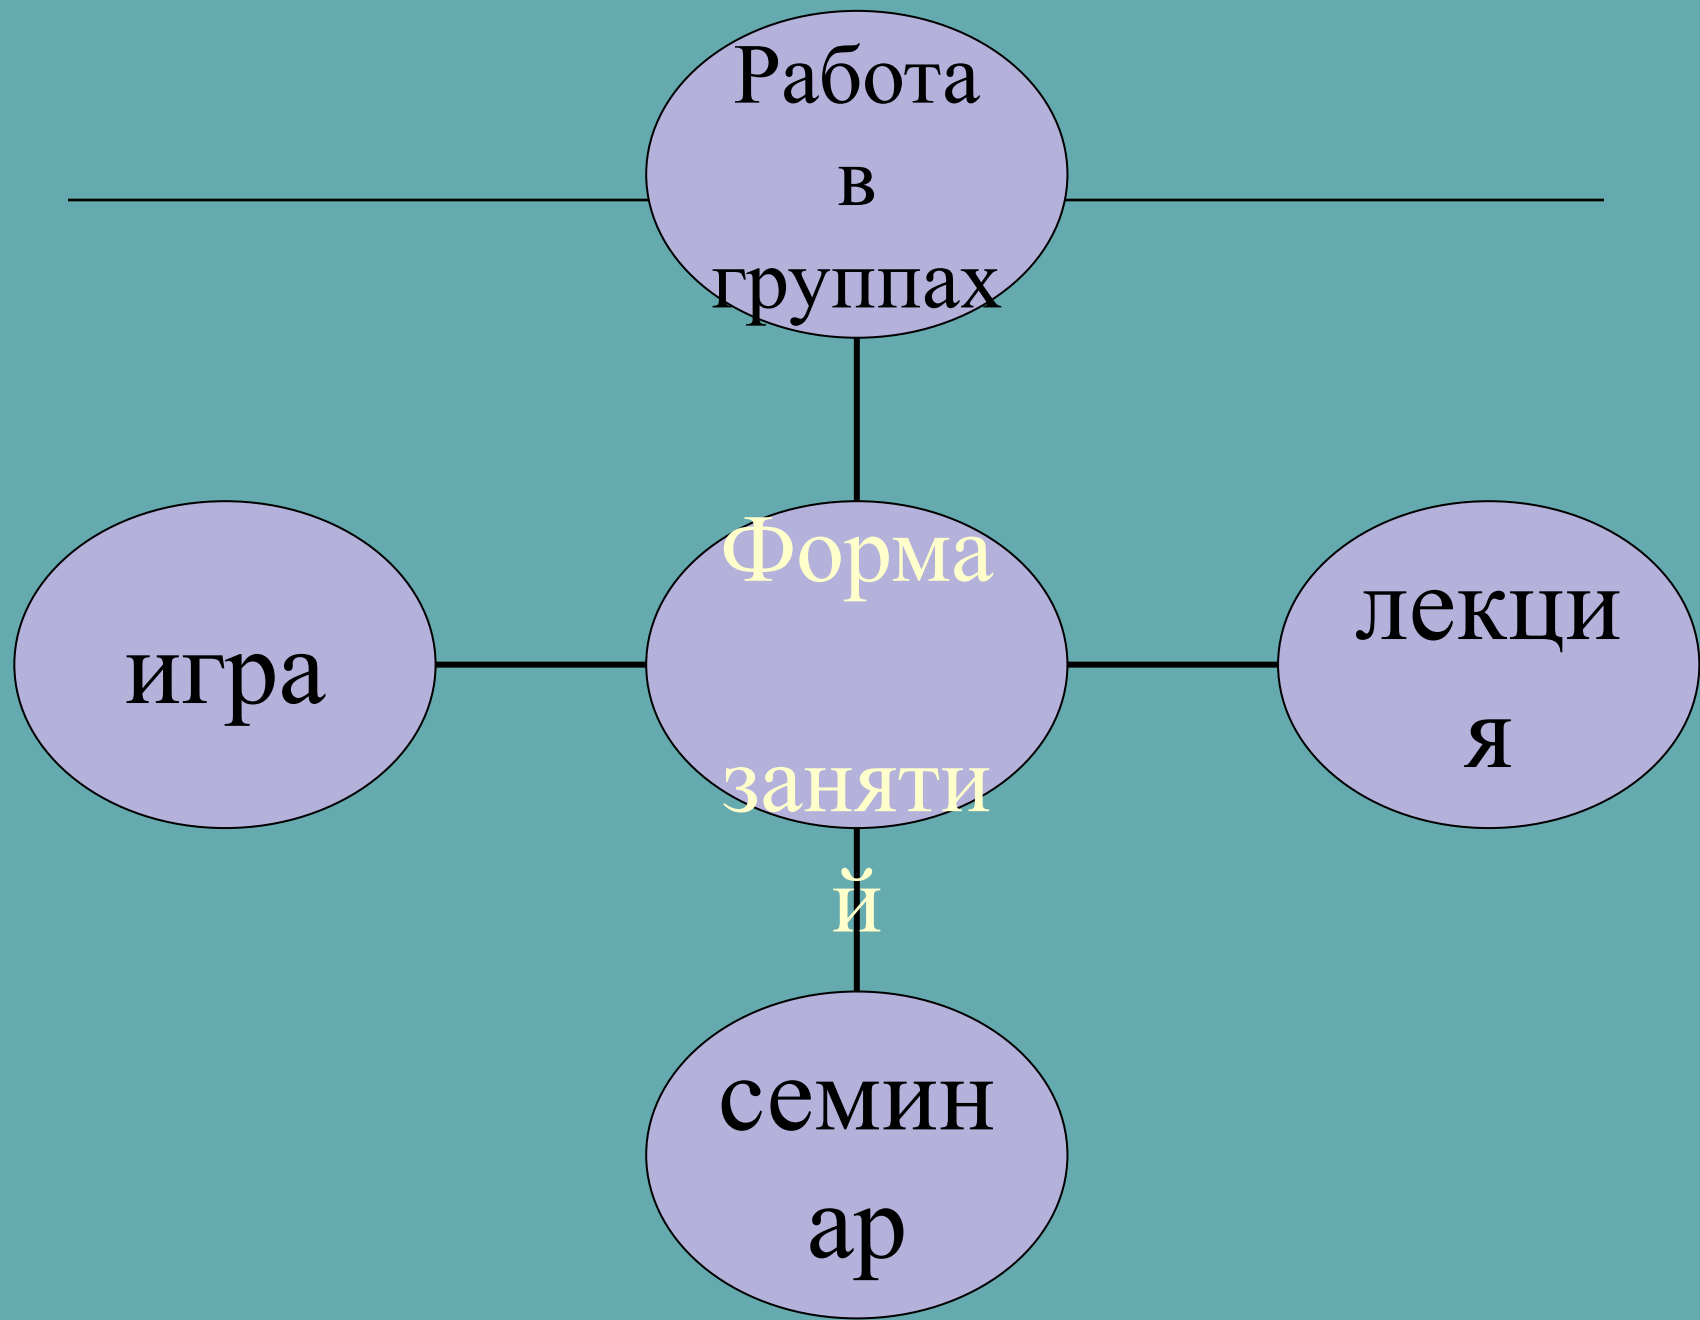 Работа
в
группах
игра
Форма
заняти
й
лекци
я
семин
ар